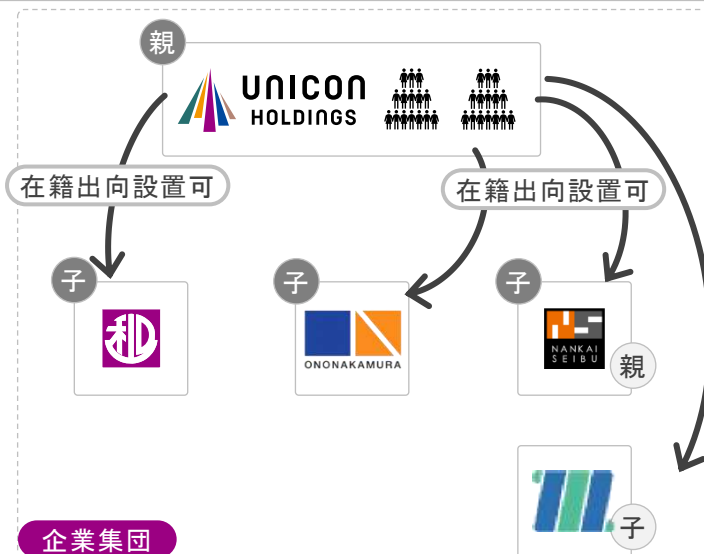 親
UNICON
HOLDINGS
在籍出向設置可
在籍出向設置可
子
子
子
ONONAKAMURA
NANKAI
SEIBU
親
子
企業集団